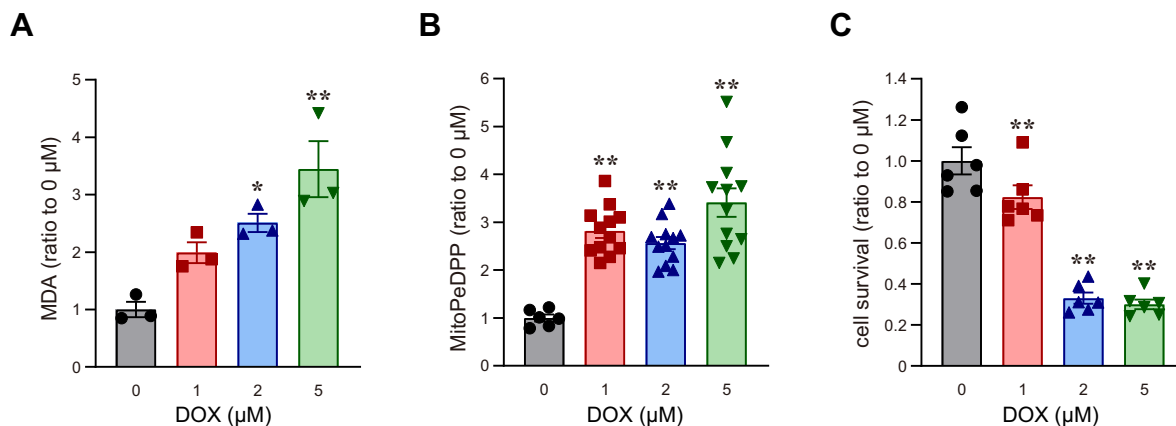 A
B
C
MDA (ratio to 0 μM)
5
4
3
2
1
0
*
**
0 1 2 5
DOX (μM)
MitoPeDPP (ratio to 0 μM)
6
5
4
3
2
1
0
**
**
**
0 1 2 5
DOX (μM)
cell survival (ratio to 0 μM)
1.4
1.2
1.0
0.8
0.6
0.4
0.2
0
**
**
**
0 1 2 5
DOX (μM)